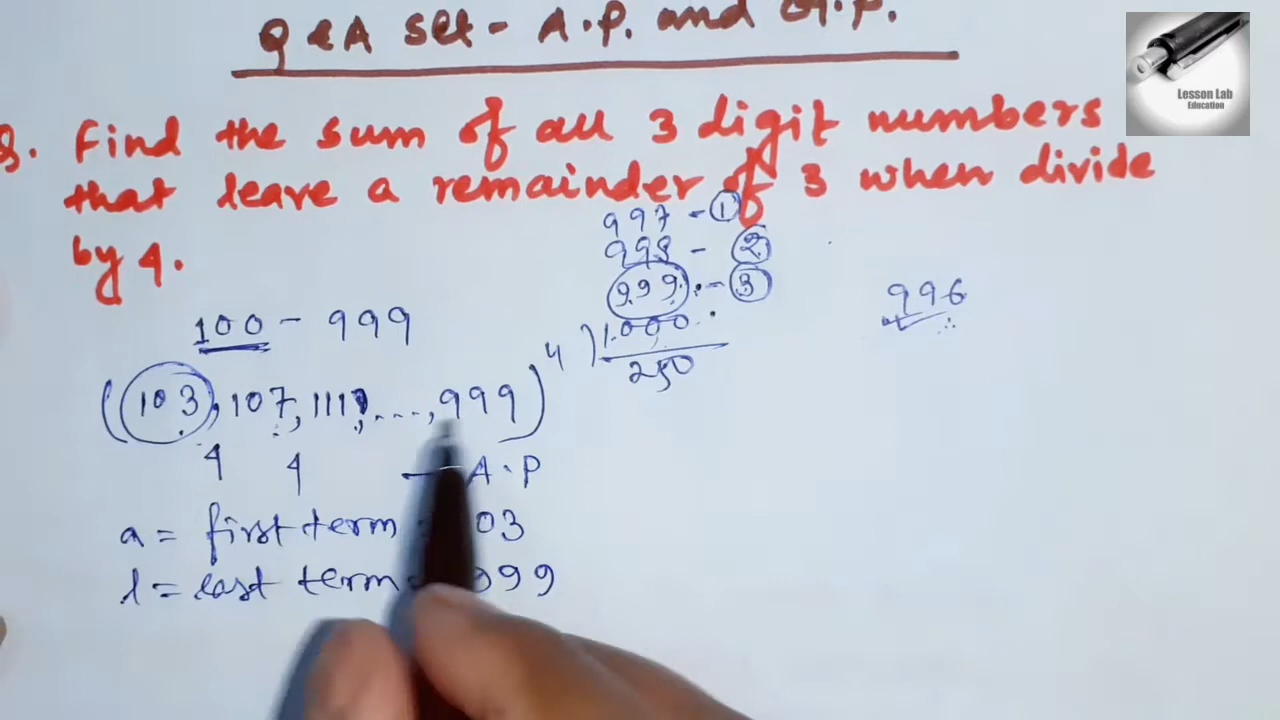 Q & A Set - A.P. and G.P.
Lesson Lab
Education
Q. Find the sum of all 3 digit numbers
that leave a remainder of 3 when divide
by 4.
997 - 1
998 - 2
999 - 3
996
100 - 999
4) 1000
250
(103, 107, 111, ...., 999)
4 4 - A.P
a = first term = 03
l = last term = 999